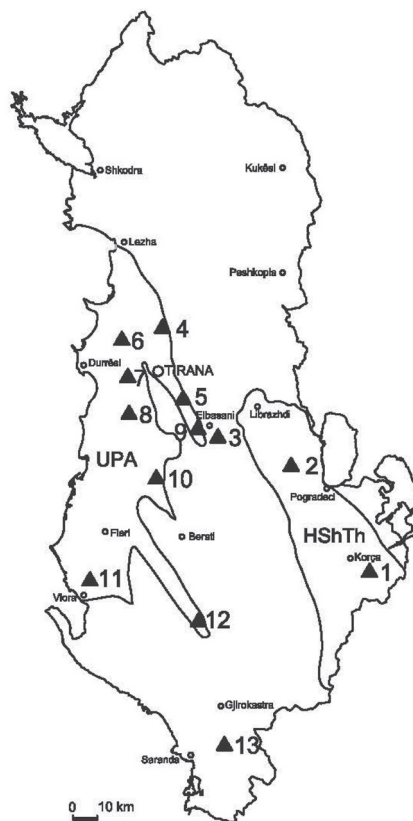 Shkodra
Kukësi
Lezha
Peshkopia
4
6
Durrësi
TIRANA
7
5
8
Elbasani
Librazhdi
9
3
UPA
2
10
Pogradeci
HShTh
Fieri
Berati
Korça
1
11
Vlora
12
Gjirokastra
13
Saranda
0 10 km